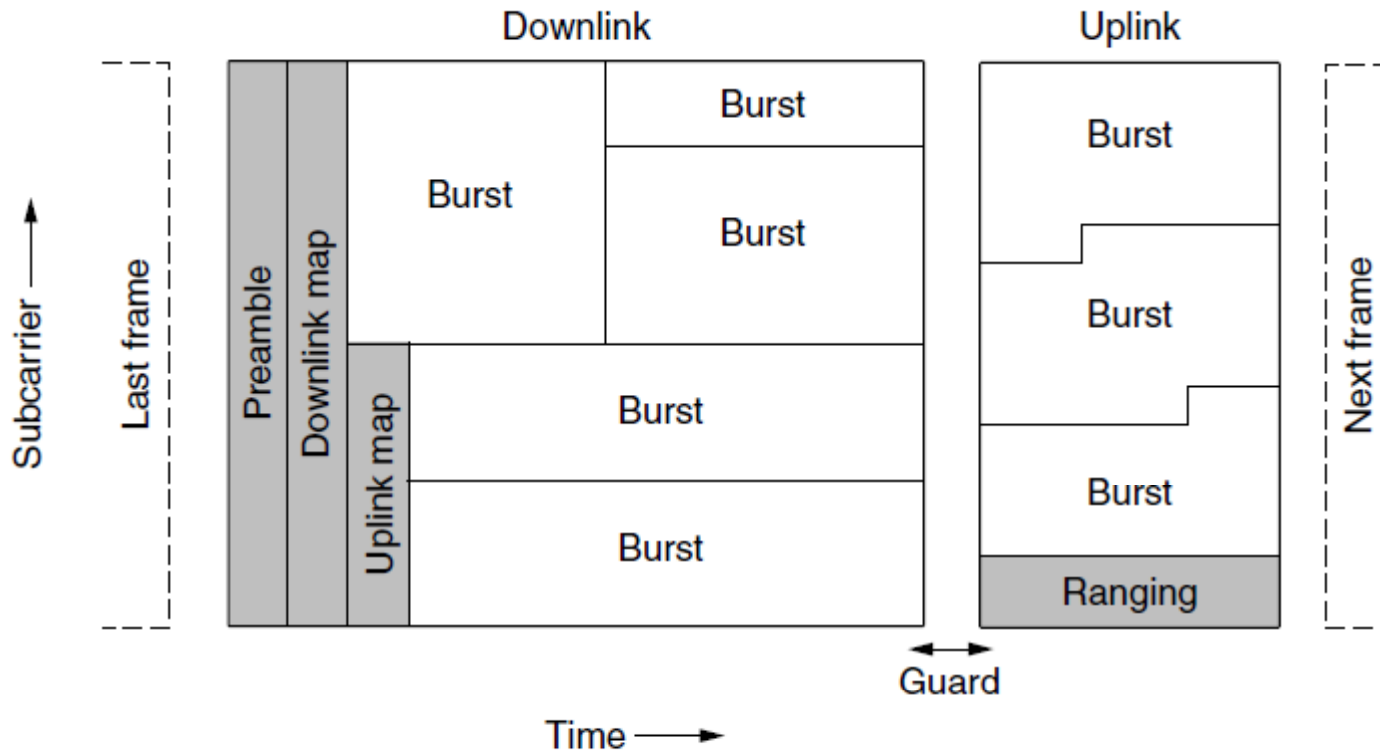 Downlink
Uplink
Subcarrier
Last frame
Preamble
Downlink map
Uplink map
Burst
Burst
Burst
Burst
Burst
Burst
Burst
Burst
Ranging
Next frame
Guard
Time